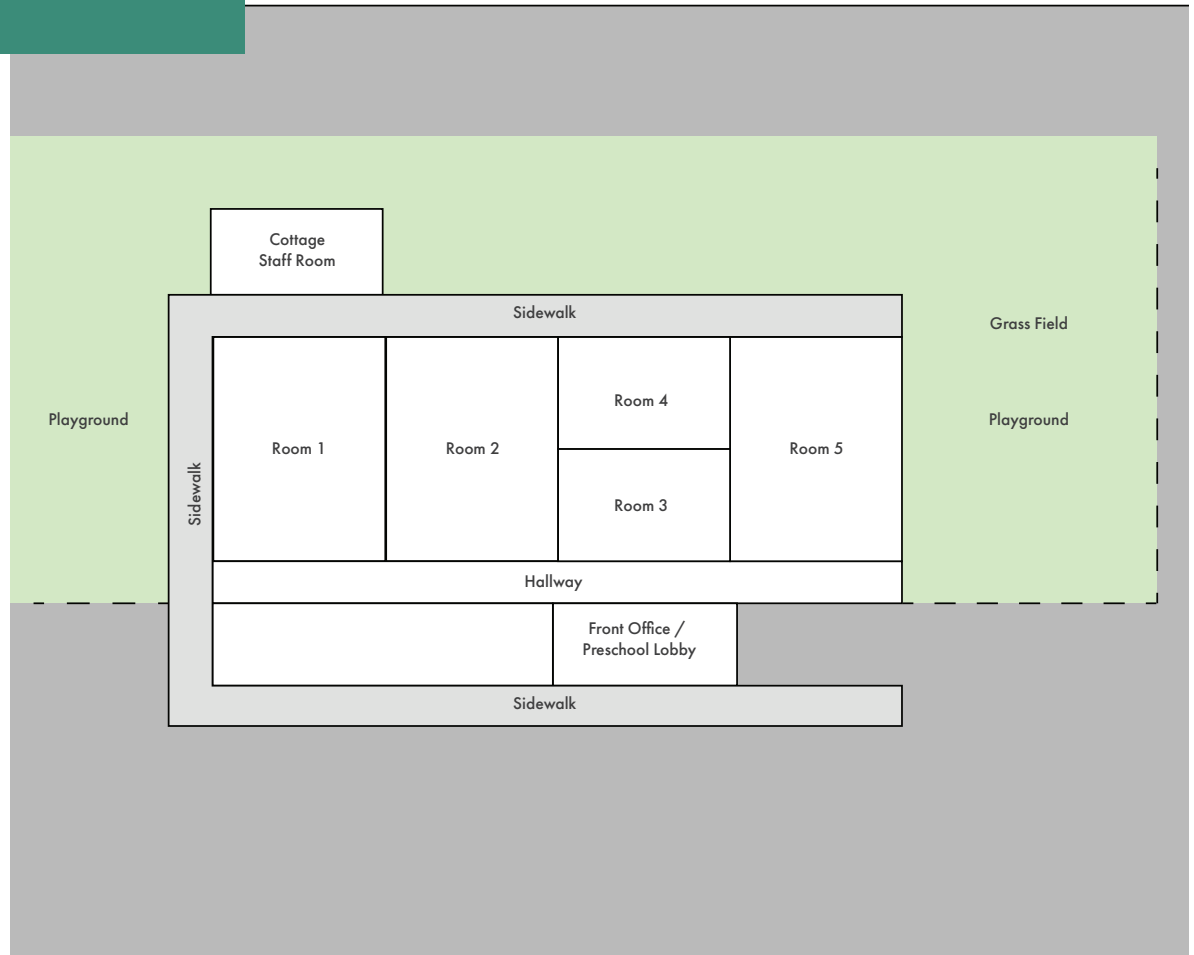 Cottage
Staff Room
Sidewalk
Grass Field
Room 4
Playground
Playground
Room 1
Room 2
Room 5
Sidewalk
Room 3
Hallway
Front Office /
Preschool Lobby
Sidewalk